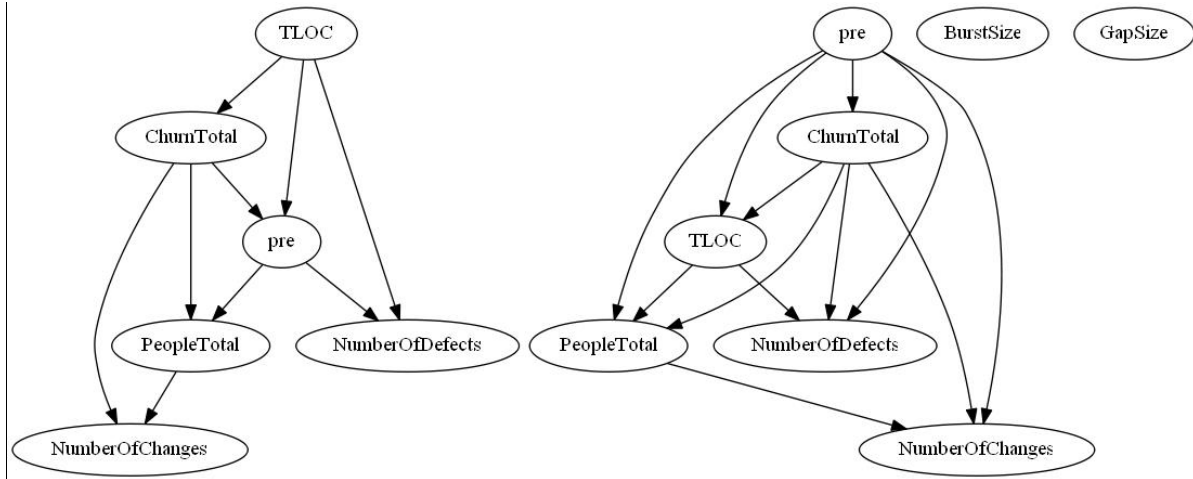 TLOC
ChurnTotal
pre
PeopleTotal
NumberOfDefects
NumberOfChanges
pre
BurstSize
GapSize
ChurnTotal
TLOC
PeopleTotal
NumberOfDefects
NumberOfChanges